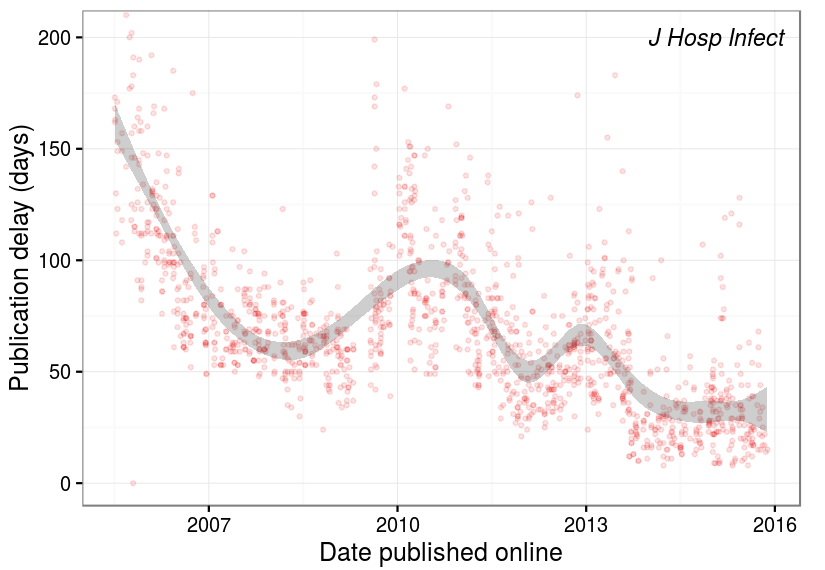 J Hosp Infect
Publication delay (days)
200
150
100
50
0
2007 2010 2013 2016
Date published online